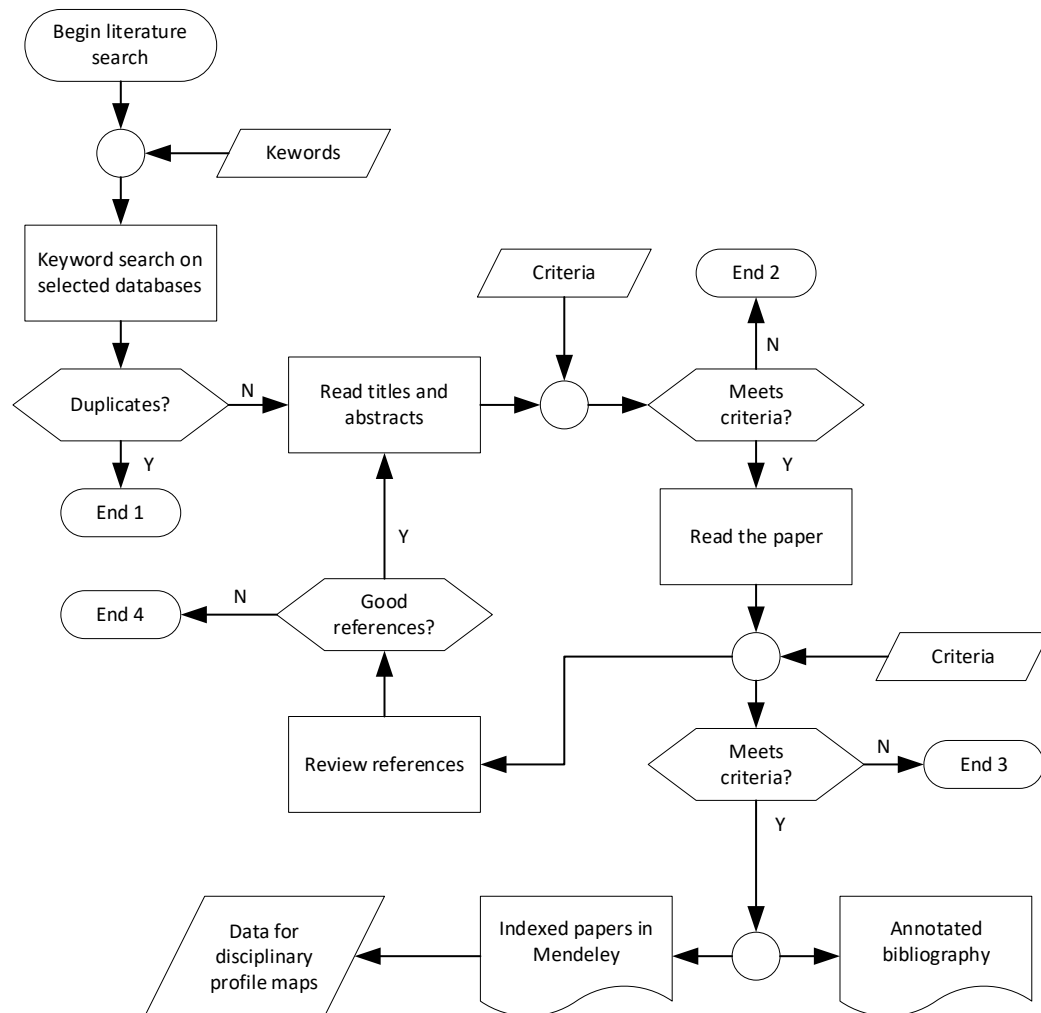 Begin literature
search
Kewords
Keyword search on
selected databases
Criteria
End 2
N
Duplicates?
N
Read titles and
abstracts
Meets
criteria?
Y
End 1
Y
Read the paper
Y
End 4
N
Good
references?
Criteria
Review references
Meets
criteria?
N
End 3
Y
Data for
disciplinary
profile maps
Indexed papers in
Mendeley
Annotated
bibliography